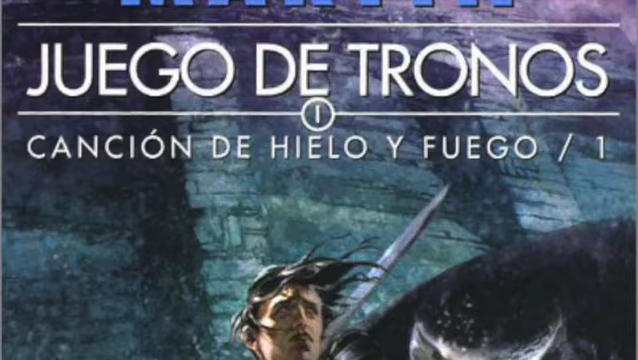 JUEGO DE TRONOS
I
CANCIÓN DE HIELO Y FUEGO / 1